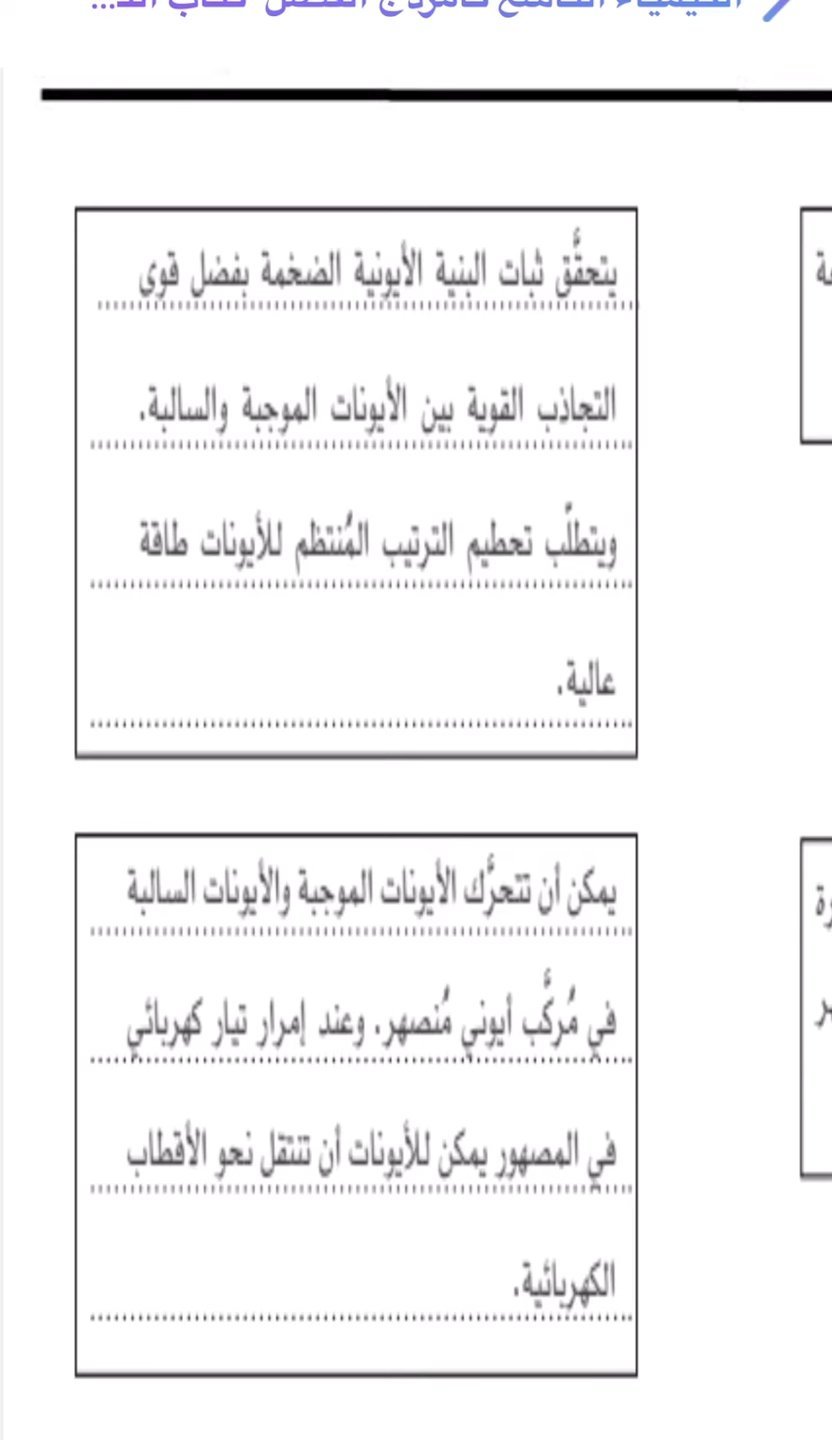 يتحقَّق ثبات البنية الأيونية الضخمة بفضل قوى
التجاذب القوية بين الأيونات الموجبة والسالبة.
ويتطلّب تحطيم الترتيب المُنتظم للأيونات طاقة
عالية.
يمكن أن تتحرَّك الأيونات الموجبة والأيونات السالبة
في مُركَّب أيوني مُنصهر. وعند إمرار تيار كهربائي
في المصهور يمكن للأيونات أن تنتقل نحو الأقطاب
الكهربائية.